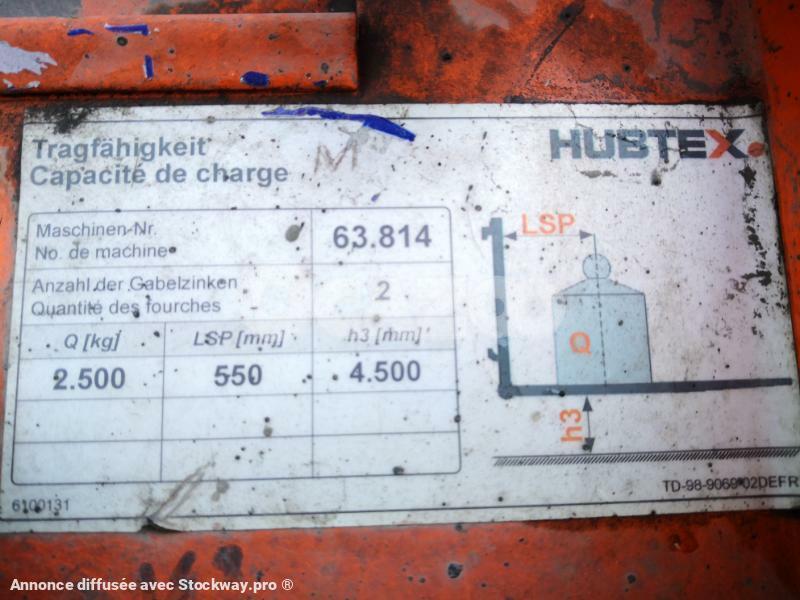 Tragfähigkeit
Capacité de charge
HUBTEX
Maschinen-Nr.
No. de machine
63.814
Anzahl der Gabelzinken
Quantité des fourches
2
Q [kg]
LSP [mm]
h3 [mm]
2.500
550
4.500
LSP
Q
h3
6100131
TD-98-9069/02DEFR
Annonce diffusée avec Stockway.pro ®